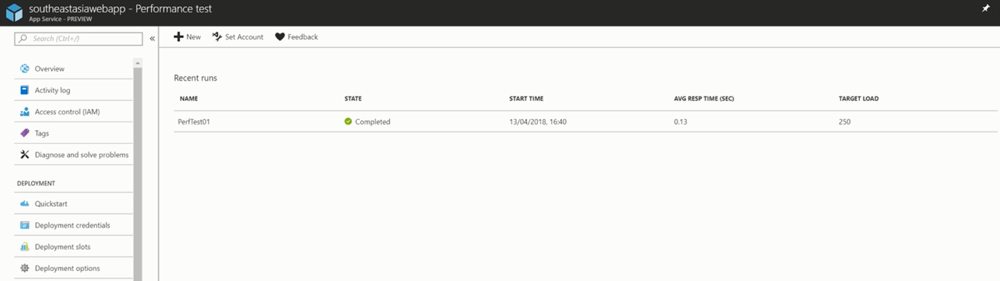 southeastasiawebapp - Performance test
App Service - PREVIEW
Search (Ctrl+/)
«
Overview
Activity log
Access control (IAM)
Tags
Diagnose and solve problems
DEPLOYMENT
Quickstart
Deployment credentials
Deployment slots
Deployment options
New Set Account Feedback
Recent runs
NAME STATE START TIME AVG RESP TIME (SEC) TARGET LOAD
PerfTest01 Completed 13/04/2018, 16:40 0.13 250